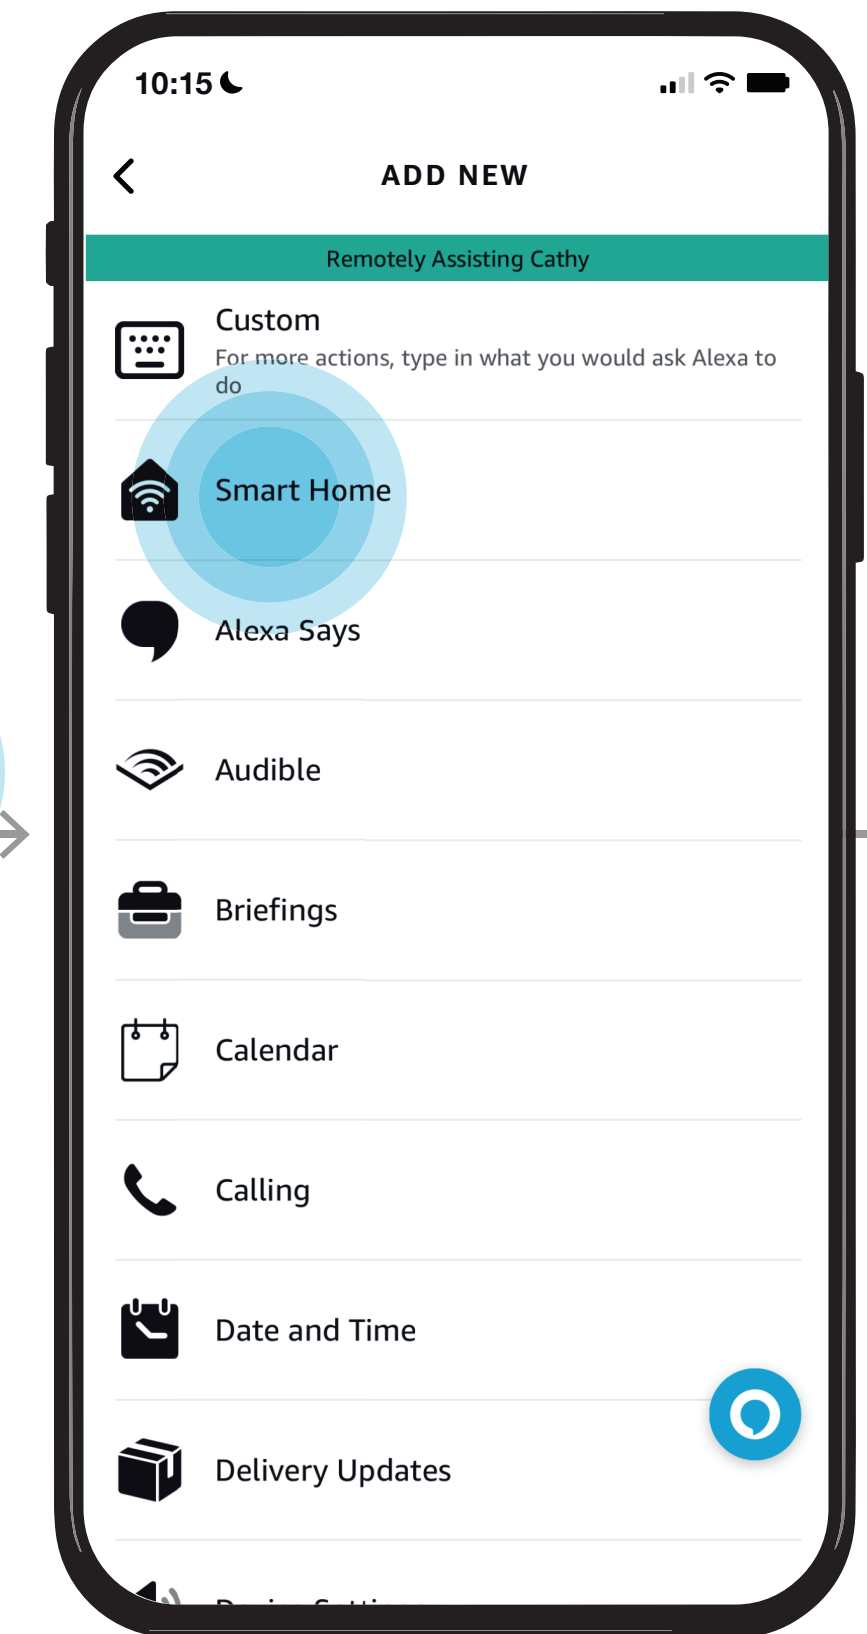 10:15
ADD NEW
Remotely Assisting Cathy
Custom
For more actions, type in what you would ask Alexa to
do
Smart Home
Alexa Says
Audible
Briefings
Calendar
Calling
Date and Time
Delivery Updates